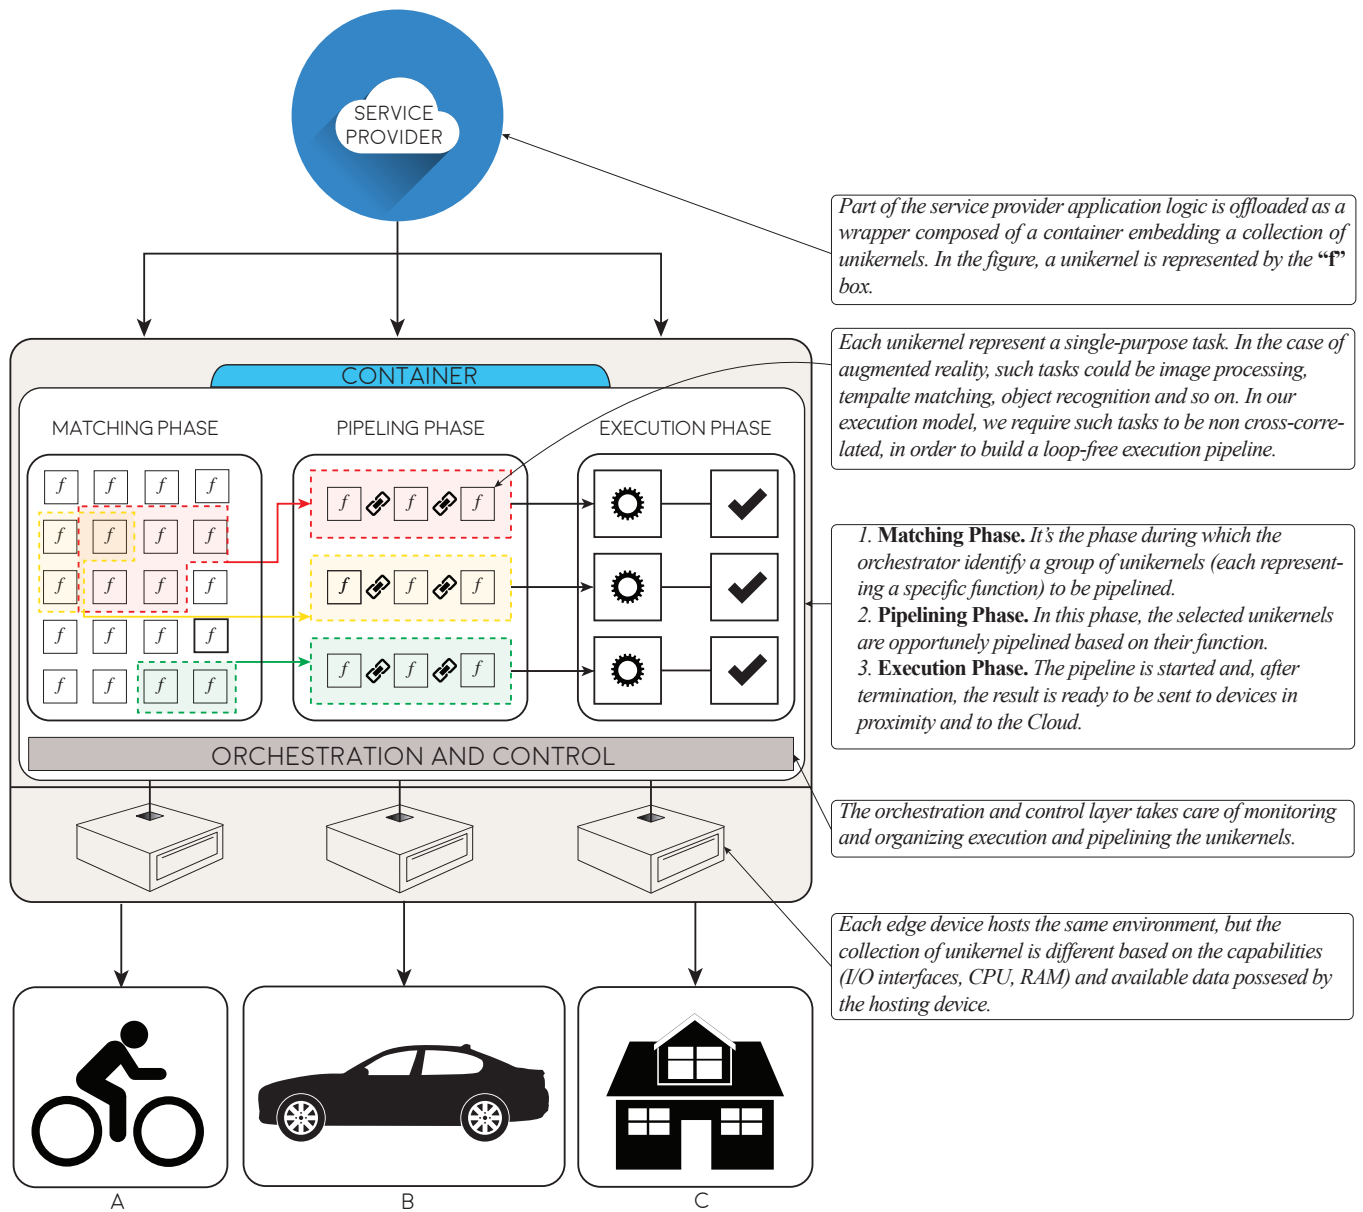 SERVICE
PROVIDER
Part of the service provider application logic is offloaded as a
wrapper composed of a container embedding a collection of
unikernels. In the figure, a unikernel is represented by the “f”
box.
Each unikernel represent a single-purpose task. In the case of
augmented reality, such tasks could be image processing,
tempalte matching, object recognition and so on. In our
execution model, we require such tasks to be non cross-corre-
lated, in order to build a loop-free execution pipeline.
CONTAINER
MATCHING PHASE
PIPELING PHASE
EXECUTION PHASE
f f f f
f f f f
f f f f
f f f f
f f f f
f f f
f f f
f f f
1. Matching Phase. It’s the phase during which the
orchestrator identify a group of unikernels (each represent-
ing a specific function) to be pipelined.
2. Pipelining Phase. In this phase, the selected unikernels
are opportunely pipelined based on their function.
3. Execution Phase. The pipeline is started and, after
termination, the result is ready to be sent to devices in
proximity and to the Cloud.
ORCHESTRATION AND CONTROL
The orchestration and control layer takes care of monitoring
and organizing execution and pipelining the unikernels.
Each edge device hosts the same environment, but the
collection of unikernel is different based on the capabilities
(I/O interfaces, CPU, RAM) and available data possesed by
the hosting device.
A
B
C